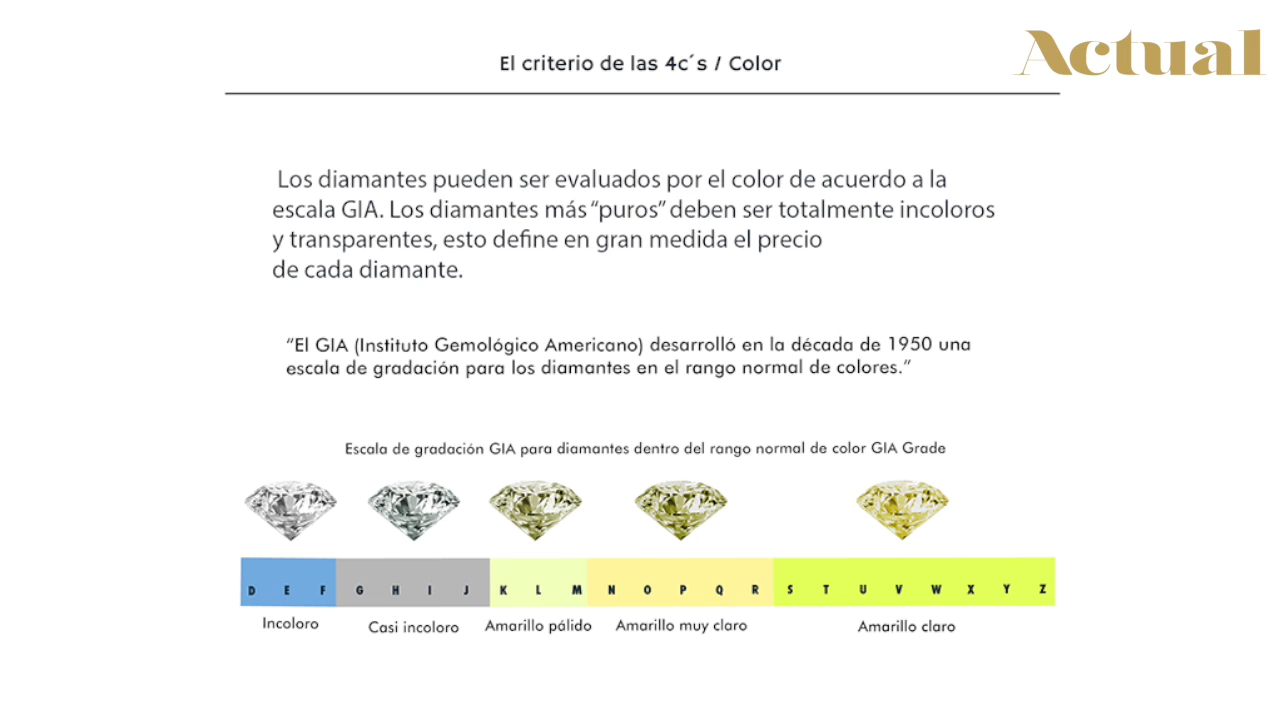 Actual
El criterio de las 4c´s / Color
Los diamantes pueden ser evaluados por el color de acuerdo a la
escala GIA. Los diamantes más “puros” deben ser totalmente incoloros
y transparentes, esto define en gran medida el precio
de cada diamante.
“El GIA (Instituto Gemológico Americano) desarrolló en la década de 1950 una
escala de gradación para los diamantes en el rango normal de colores.”
Escala de gradación GIA para diamantes dentro del rango normal de color GIA Grade
D E F G H I J K L M N O P Q R S T U V W X Y Z
Incoloro Casi incoloro Amarillo pálido Amarillo muy claro Amarillo claro